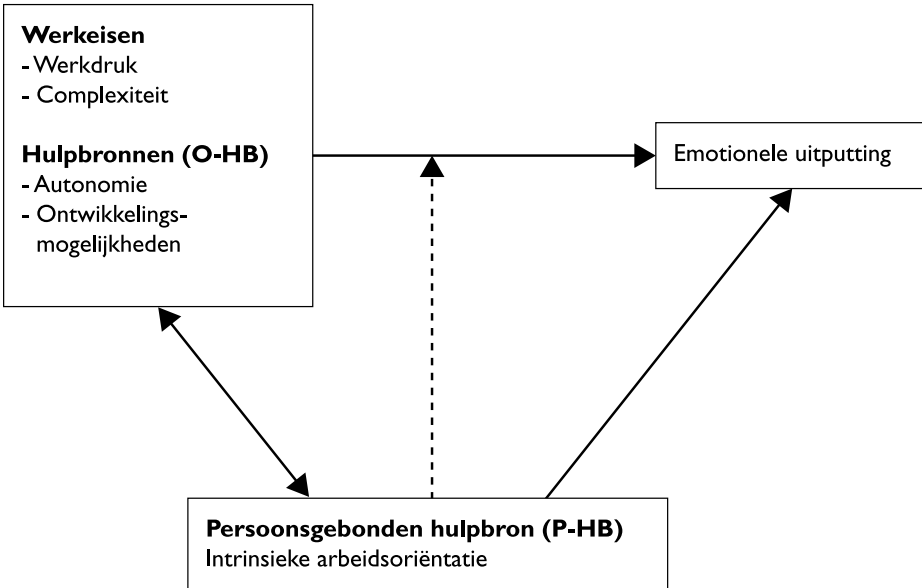 Werkeisen
- Werkdruk
- Complexiteit
Hulpbronnen (O-HB)
- Autonomie
- Ontwikkelings-
mogelijkheden
Emotionele uitputting
Persoonsgebonden hulpbron (P-HB)
Intrinsieke arbeidsoriëntatie